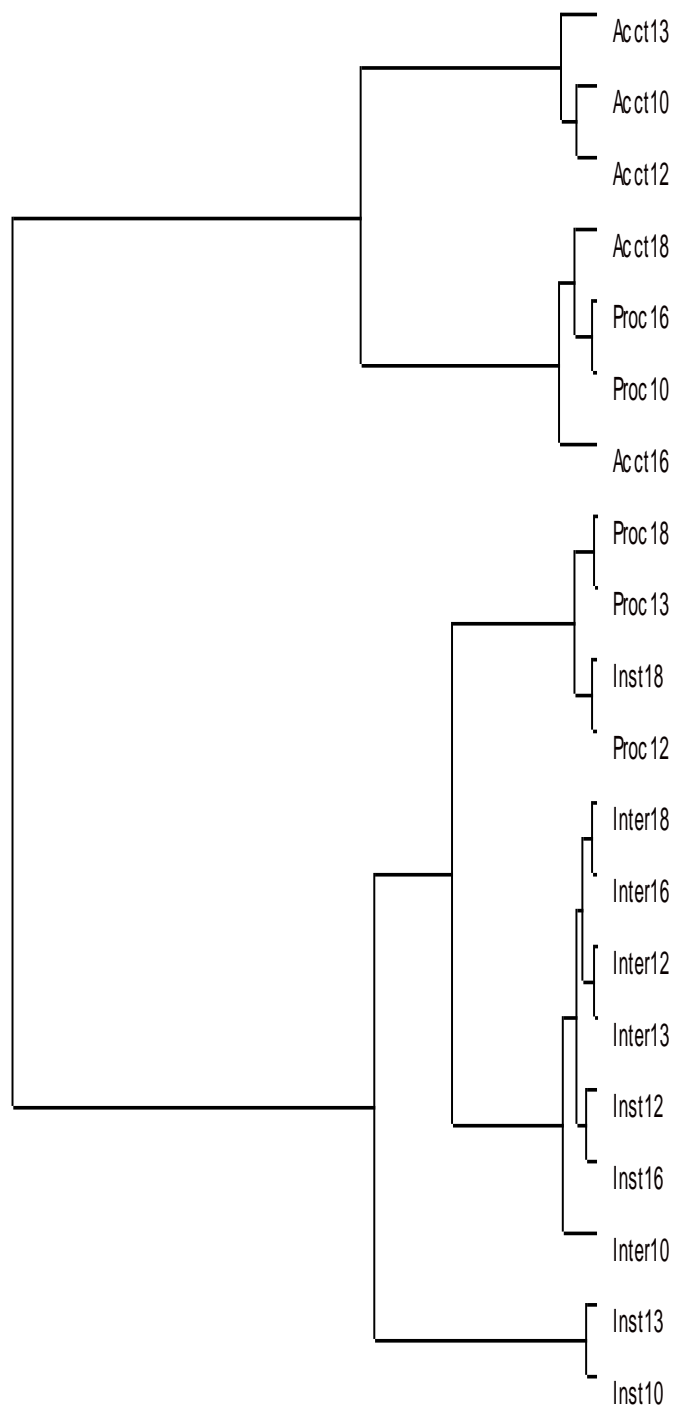 Acct13
Acct10
Acct12
Acct18
Proc16
Proc10
Acct16
Proc18
Proc13
Inst18
Proc12
Inter18
Inter16
Inter12
Inter13
Inst12
Inst16
Inter10
Inst13
Inst10